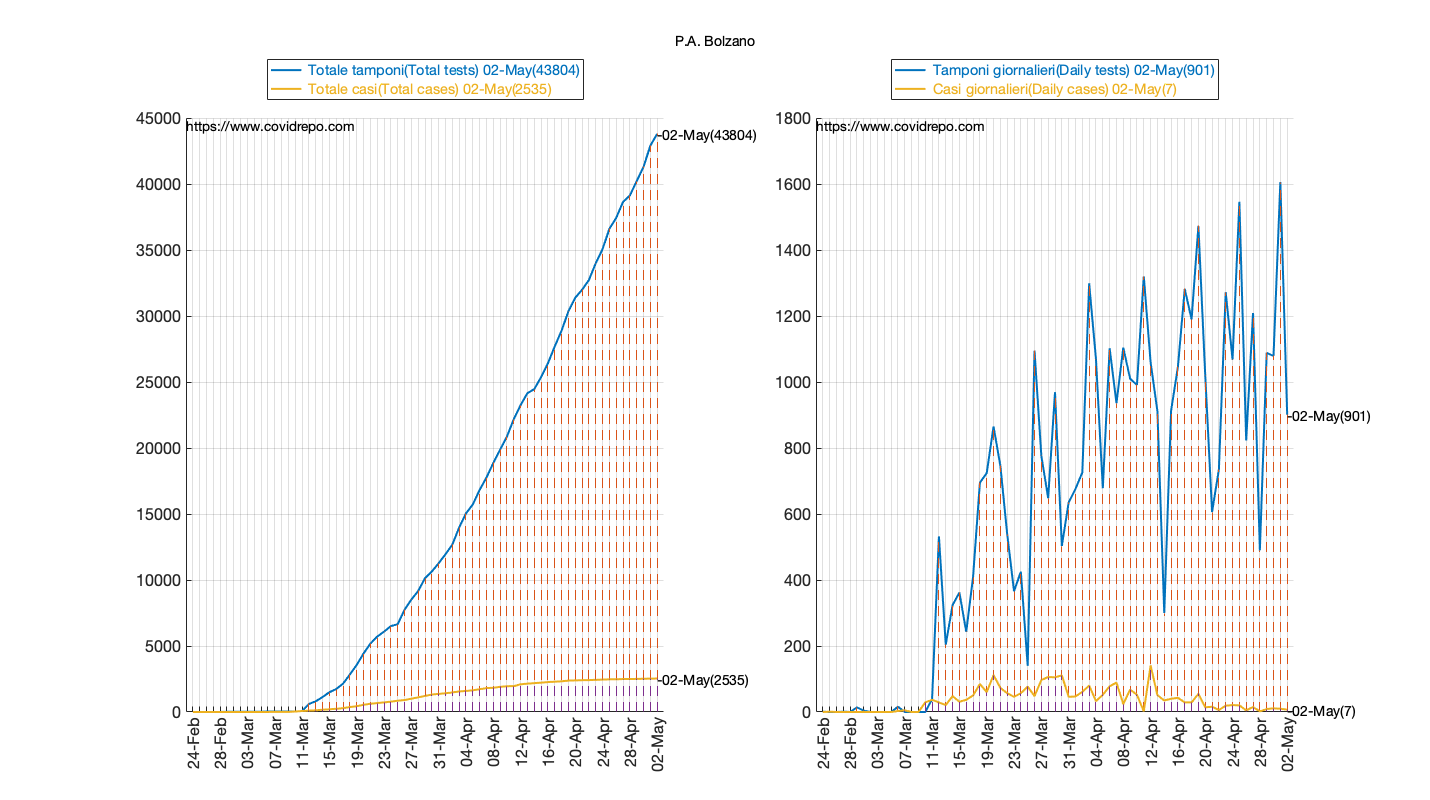 P.A. Bolzano
Totale tamponi(Total tests) 02-May(43804)
Totale casi(Total cases) 02-May(2535)
https://www.covidrepo.com
45000
40000
35000
30000
25000
20000
15000
10000
5000
0
02-May(43804)
02-May(2535)
24-Feb
28-Feb
03-Mar
07-Mar
11-Mar
15-Mar
19-Mar
23-Mar
27-Mar
31-Mar
04-Apr
08-Apr
12-Apr
16-Apr
20-Apr
24-Apr
28-Apr
02-May
Tamponi giornalieri(Daily tests) 02-May(901)
Casi giornalieri(Daily cases) 02-May(7)
https://www.covidrepo.com
1800
1600
1400
1200
1000
800
600
400
200
0
02-May(901)
02-May(7)
24-Feb
28-Feb
03-Mar
07-Mar
11-Mar
15-Mar
19-Mar
23-Mar
27-Mar
31-Mar
04-Apr
08-Apr
12-Apr
16-Apr
20-Apr
24-Apr
28-Apr
02-May